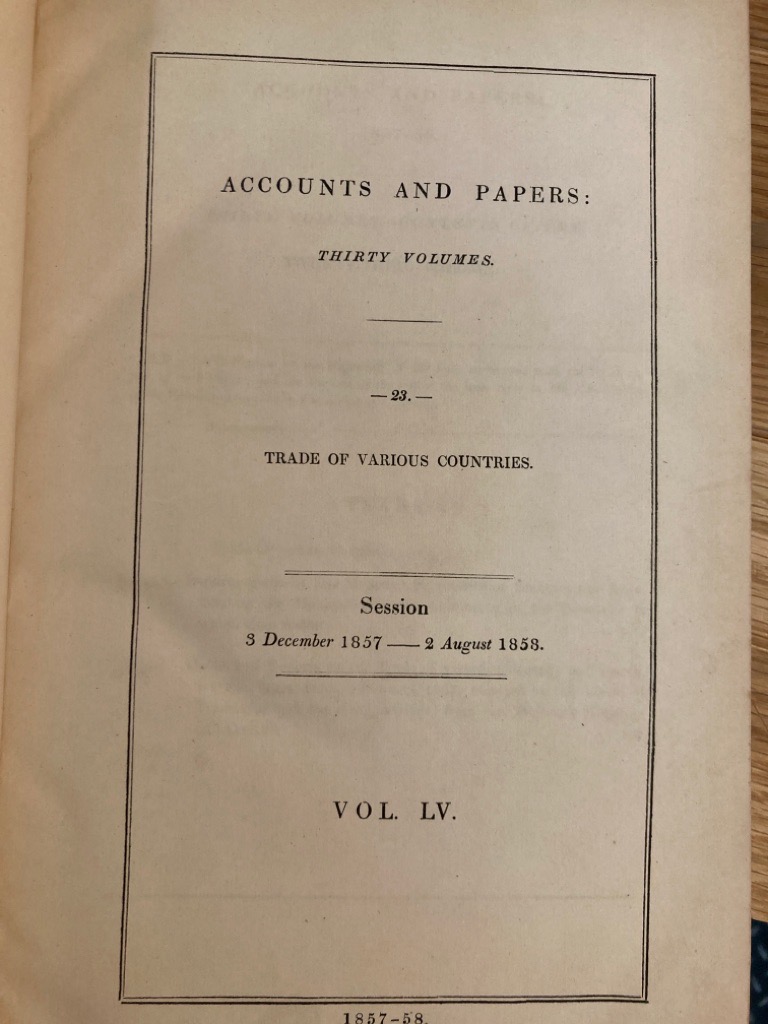 ACCOUNTS AND PAPERS:
THIRTY VOLUMES.
— 23. —
TRADE OF VARIOUS COUNTRIES.
Session
3 December 1857 — 2 August 1858.
VOL. LV.
1857-58.